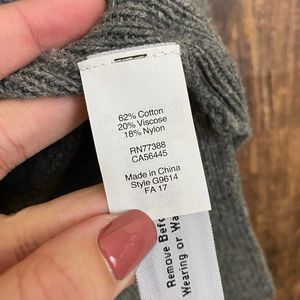 62% Cotton
20% Viscose
18% Nylon
RN77388
CA56445
Made in China
Style G9614
FA 17
Remove Befo
Wearing or Wa